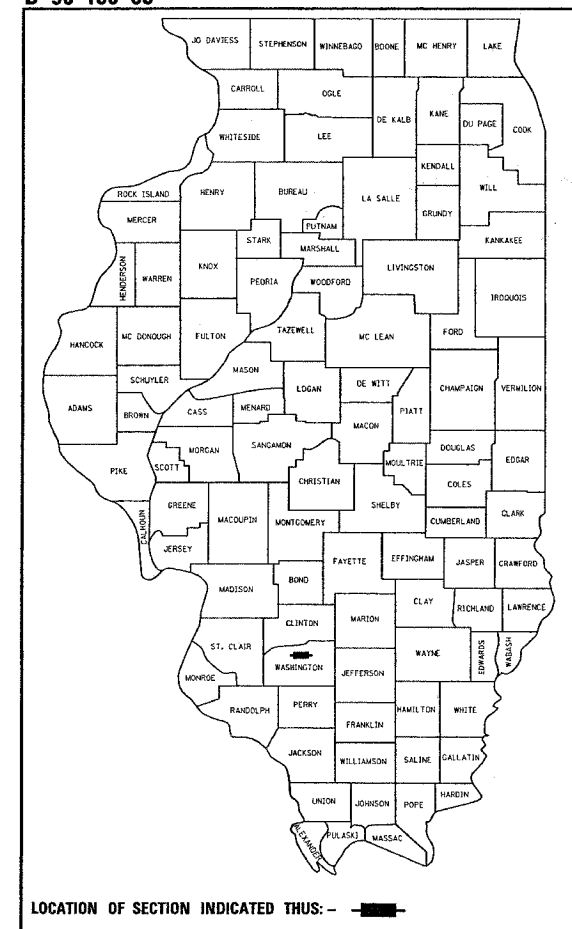 JO DAVIESS
STEPHENSON
WINNEBAGO
BOONE
MC HENRY
LAKE
CARROLL
OGLE
DE KALB
KANE
DU PAGE
COOK
WHITESIDE
LEE
KENDALL
WILL
ROCK ISLAND
HENRY
BUREAU
LA SALLE
GRUNDY
MERCER
PUTNAM
STARK
MARSHALL
KANKAKEE
HENDERSON
WARREN
KNOX
PEORIA
WOODFORD
LIVINGSTON
IROQUOIS
HANCOCK
MC DONOUGH
FULTON
TAZEWELL
MC LEAN
FORD
MASON
SCHUYLER
LOGAN
DE WITT
CHAMPAIGN
VERMILION
ADAMS
BROWN
CASS
MENARD
PIATT
MACON
MORGAN
SANGAMON
DOUGLAS
PIKE
SCOTT
MOULTRIE
EDGAR
CHRISTIAN
COLES
CALHOUN
GREENE
MACOUPIN
MONTGOMERY
SHELBY
CUMBERLAND
CLARK
JERSEY
FAYETTE
EFFINGHAM
JASPER
CRAWFORD
MADISON
BOND
CLAY
RICHLAND
LAWRENCE
CLINTON
MARION
ST. CLAIR
WAYNE
EDWARDS
WABASH
WASHINGTON
JEFFERSON
MONROE
RANDOLPH
PERRY
HAMILTON
WHITE
FRANKLIN
JACKSON
WILLIAMSON
SALINE
GALLATIN
UNION
JOHNSON
POPE
HARDIN
ALEXANDER
PULASKI
MASSAC
LOCATION OF SECTION INDICATED THUS: -